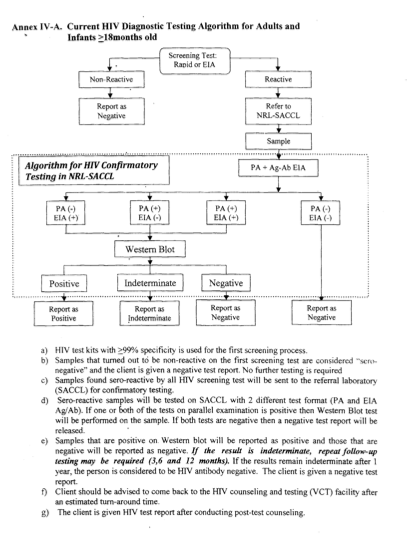 Annex IV-A. Current HIV Diagnostic Testing Algorithm for Adults and
Infants ≥18months old
Screening Test:
Rapid or EIA
Non-Reactive
Reactive
Report as
Negative
Refer to
NRL-SACCL
Sample
Algorithm for HIV Confirmatory
Testing in NRL-SACCL
PA + Ag-Ab EIA
PA (-)
EIA (+)
PA (+)
EIA (-)
PA (+)
EIA (+)
PA (-)
EIA (-)
Western Blot
Positive
Indeterminate
Negative
Report as
Positive
Report as
Indeterminate
Report as
Negative
Report as
Negative
a) HIV test kits with ≥99% specificity is used for the first screening process.
b) Samples that turned out to be non-reactive on the first screening test are considered "sero-
negative" and the client is given a negative test report. No further testing is required
c) Samples found sero-reactive by all HIV screening test will be sent to the referral laboratory
(SACCL) for confirmatory testing.
d) Sero-reactive samples will be tested on SACCL with 2 different test format (PA and EIA
Ag/Ab). If one or both of the tests on parallel examination is positive then Western Blot test
will be performed on the sample. If both tests are negative then a negative test report will be
released.
e) Samples that are positive on Western blot will be reported as positive and those that are
negative will be reported as negative. If the result is indeterminate, repeat follow-up
testing may be required (3,6 and 12 months). If the results remain indeterminate after 1
year, the person is considered to be HIV antibody negative. The client is given a negative test
report.
f) Client should be advised to come back to the HIV counseling and testing (VCT) facility after
an estimated turn-around time.
g) The client is given HIV test report after conducting post-test counseling.